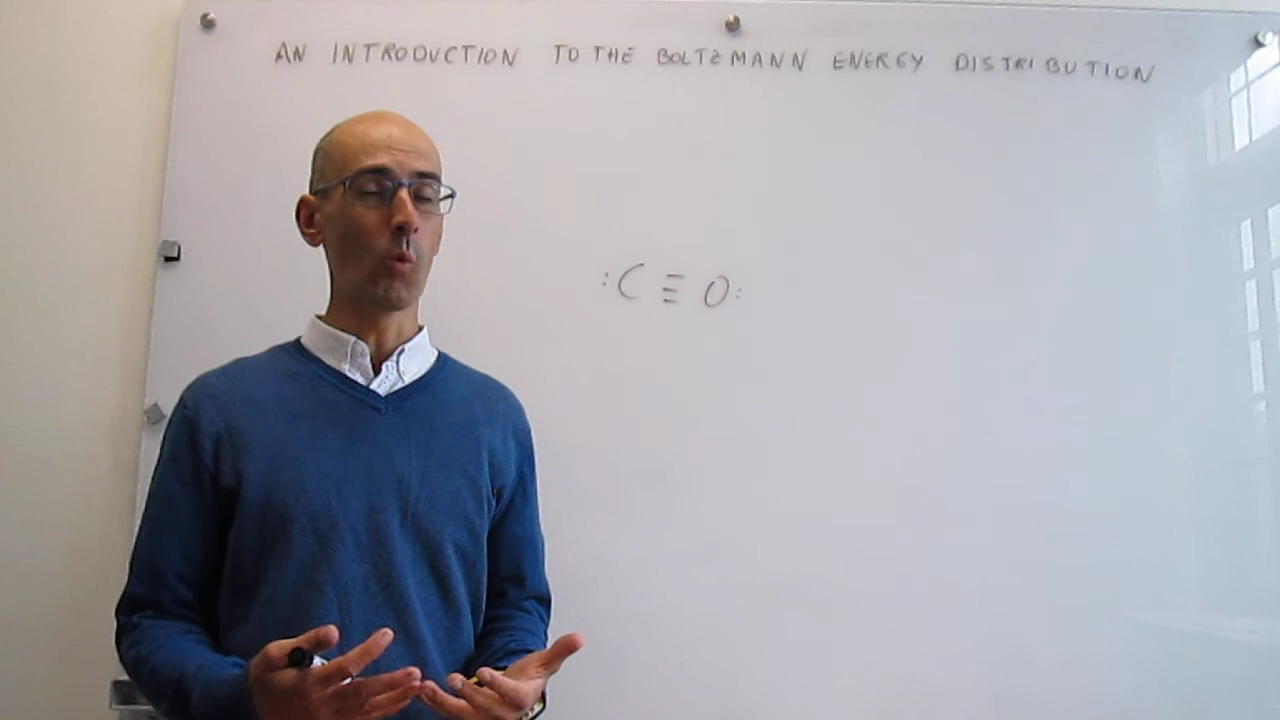 AN INTRODUCTION TO THE BOLTZMANN ENERGY DISTRIBUTION
:C≡O: